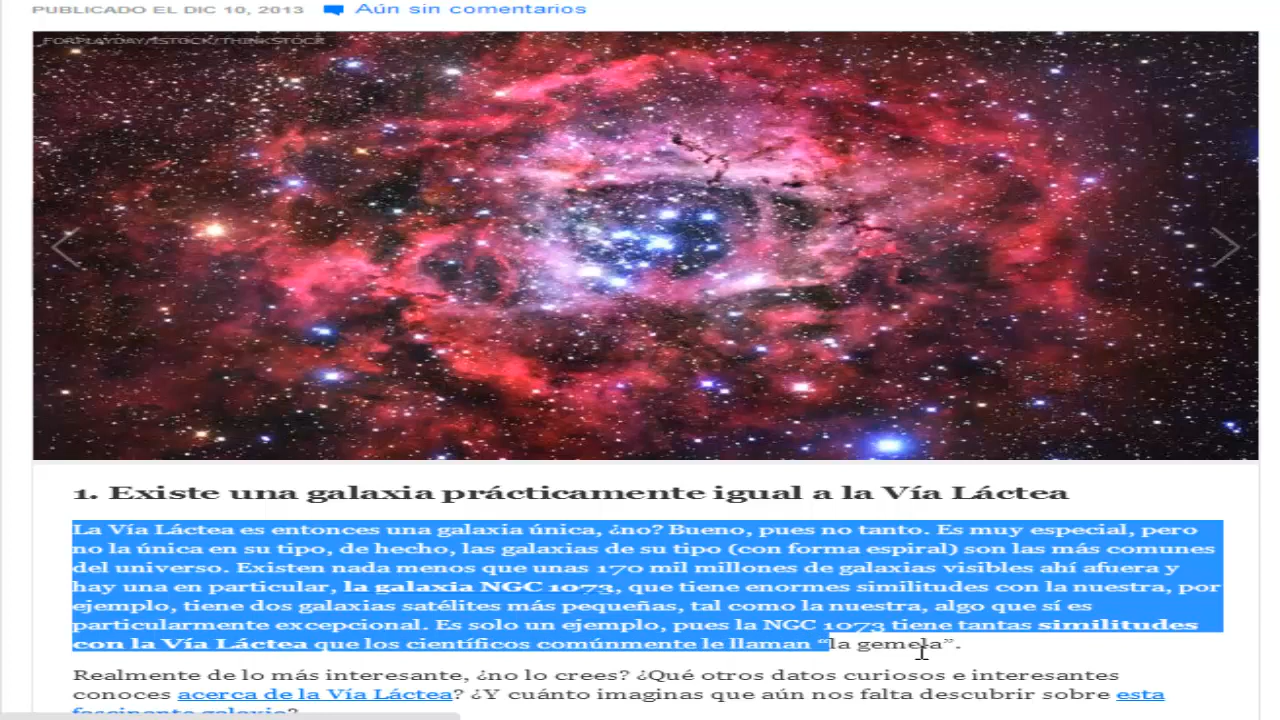 PUBLICADO EL DIC 10, 2013 Aún sin comentarios
FORPLAYDAY/ISTOCK/THINKSTOCK
1. Existe una galaxia prácticamente igual a la Vía Láctea
La Vía Láctea es entonces una galaxia única, ¿no? Bueno, pues no tanto. Es muy especial, pero
no la única en su tipo, de hecho, las galaxias de su tipo (con forma espiral) son las más comunes
del universo. Existen nada menos que unas 170 mil millones de galaxias visibles ahí afuera y
hay una en particular, la galaxia NGC 1073, que tiene enormes similitudes con la nuestra, por
ejemplo, tiene dos galaxias satélites más pequeñas, tal como la nuestra, algo que sí es
particularmente excepcional. Es solo un ejemplo, pues la NGC 1073 tiene tantas similitudes
con la Vía Láctea que los científicos comúnmente le llaman “la gemela”.
Realmente de lo más interesante, ¿no lo crees? ¿Qué otros datos curiosos e interesantes
conoces acerca de la Vía Láctea? ¿Y cuánto imaginas que aún nos falta descubrir sobre esta
fascinante galaxia?